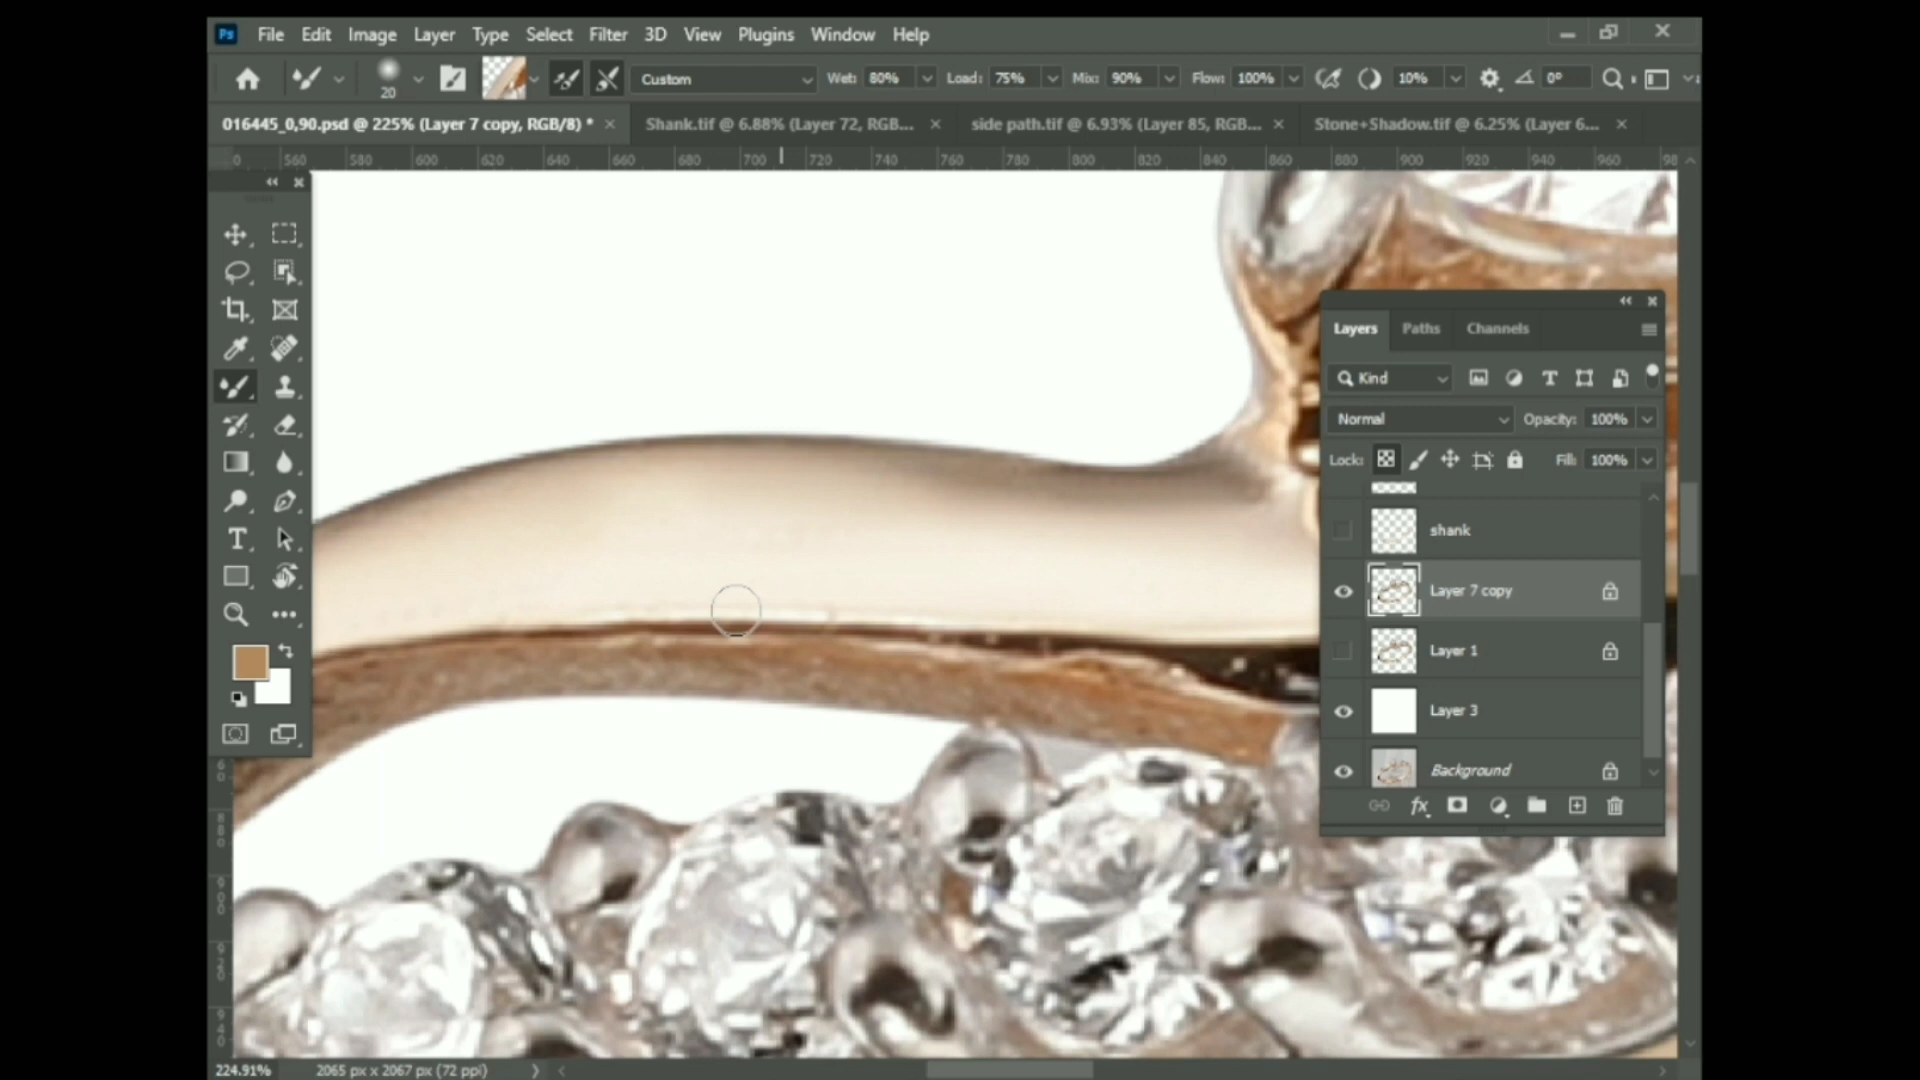 Ps File Edit Image Layer Type Select Filter 3D View Plugins Window Help
20 Custom Wet: 80% Load: 75% Mix: 90% Flow: 100% 10% 0°
016445_0,90.psd @ 225% (Layer 7 copy, RGB/8) * × Shank.tif @ 6.88% (Layer 72, RGB... × side path.tif @ 6.93% (Layer 85, RGB... × Stone+Shadow.tif @ 6.25% (Layer 6... ×
0 560 580 600 620 640 660 680 700 720 740 760 780 800 820 840 860 880 900 920 940 960 98
Layers Paths Channels
Kind
Normal Opacity: 100%
Lock: Fill: 100%
shank
Layer 7 copy
Layer 1
Layer 3
Background
fx
224.91% 2065 px x 2067 px (72 ppi)